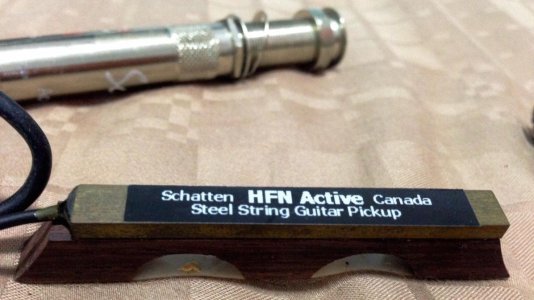 Schatten HFN Active Canada
Steel String Guitar Pickup